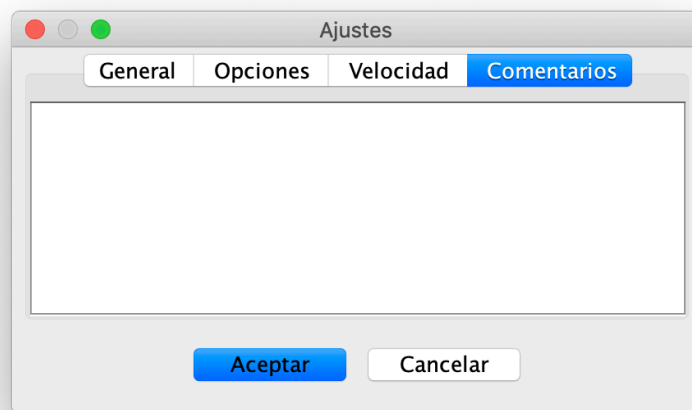 Ajustes
General Opciones Velocidad Comentarios
Aceptar Cancelar